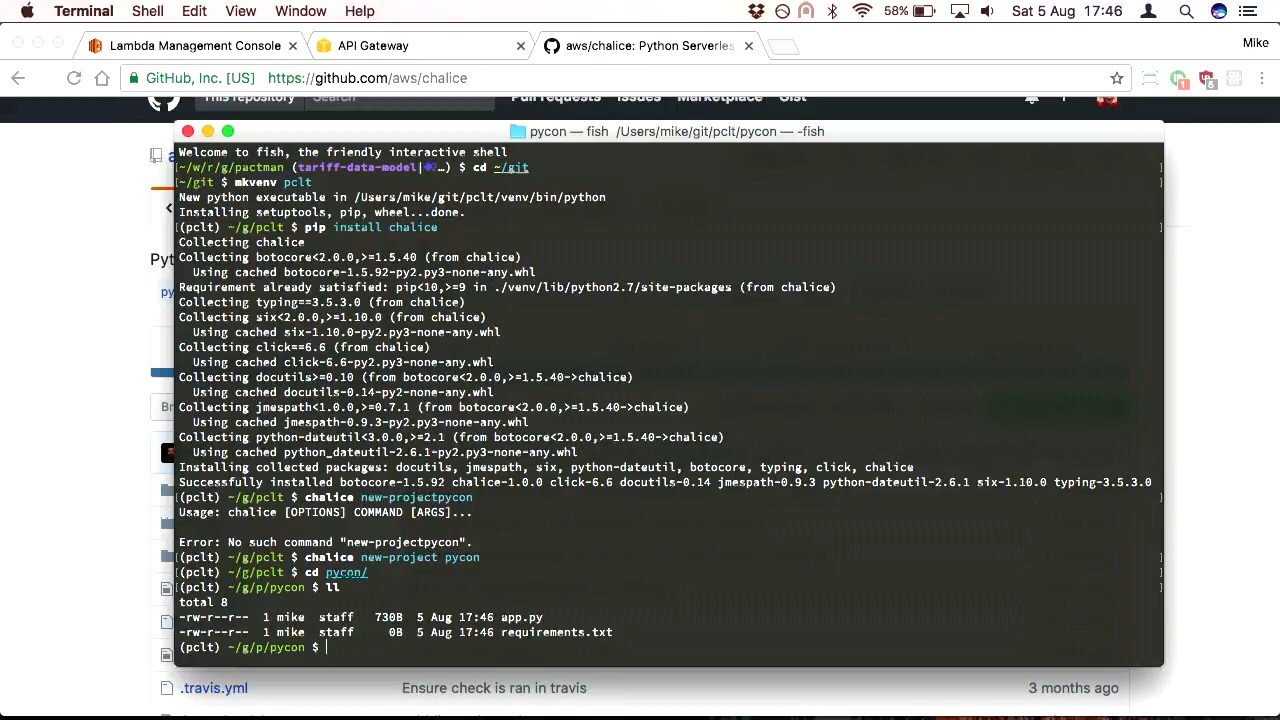 Terminal Shell Edit View Window Help 58% Sat 5 Aug 17:46
Lambda Management Console API Gateway aws/chalice: Python Serverles Mike
GitHub, Inc. [US] https://github.com/aws/chalice
This repository Search Pull requests Issues Marketplace Gist
pycon — fish /Users/mike/git/pclt/pycon — -fish
Welcome to fish, the friendly interactive shell
[~/w/r/g/pactman (tariff-data-model| …) $ cd ~/git
[~/git $ mkvenv pclt
New python executable in /Users/mike/git/pclt/venv/bin/python
Installing setuptools, pip, wheel...done.
[(pclt) ~/g/pclt $ pip install chalice
Collecting chalice
Collecting botocore<2.0.0,>=1.5.40 (from chalice)
Using cached botocore-1.5.92-py2.py3-none-any.whl
Requirement already satisfied: pip<10,>=9 in ./venv/lib/python2.7/site-packages (from chalice)
Collecting typing==3.5.3.0 (from chalice)
Collecting six<2.0.0,>=1.10.0 (from chalice)
Using cached six-1.10.0-py2.py3-none-any.whl
Collecting click==6.6 (from chalice)
Using cached click-6.6-py2.py3-none-any.whl
Collecting docutils>=0.10 (from botocore<2.0.0,>=1.5.40->chalice)
Using cached docutils-0.14-py2-none-any.whl
Collecting jmespath<1.0.0,>=0.7.1 (from botocore<2.0.0,>=1.5.40->chalice)
Using cached jmespath-0.9.3-py2.py3-none-any.whl
Collecting python-dateutil<3.0.0,>=2.1 (from botocore<2.0.0,>=1.5.40->chalice)
Using cached python_dateutil-2.6.1-py2.py3-none-any.whl
Installing collected packages: docutils, jmespath, six, python-dateutil, botocore, typing, click, chalice
Successfully installed botocore-1.5.92 chalice-1.0.0 click-6.6 docutils-0.14 jmespath-0.9.3 python-dateutil-2.6.1 six-1.10.0 typing-3.5.3.0
[(pclt) ~/g/pclt $ chalice new-projectpycon
Usage: chalice [OPTIONS] COMMAND [ARGS]...
Error: No such command "new-projectpycon".
[(pclt) ~/g/pclt $ chalice new-project pycon
[(pclt) ~/g/pclt $ cd pycon/
[(pclt) ~/g/p/pycon $ ll
total 8
-rw-r--r-- 1 mike staff 730B 5 Aug 17:46 app.py
-rw-r--r-- 1 mike staff 0B 5 Aug 17:46 requirements.txt
(pclt) ~/g/p/pycon $
.travis.yml Ensure check is ran in travis 3 months ago